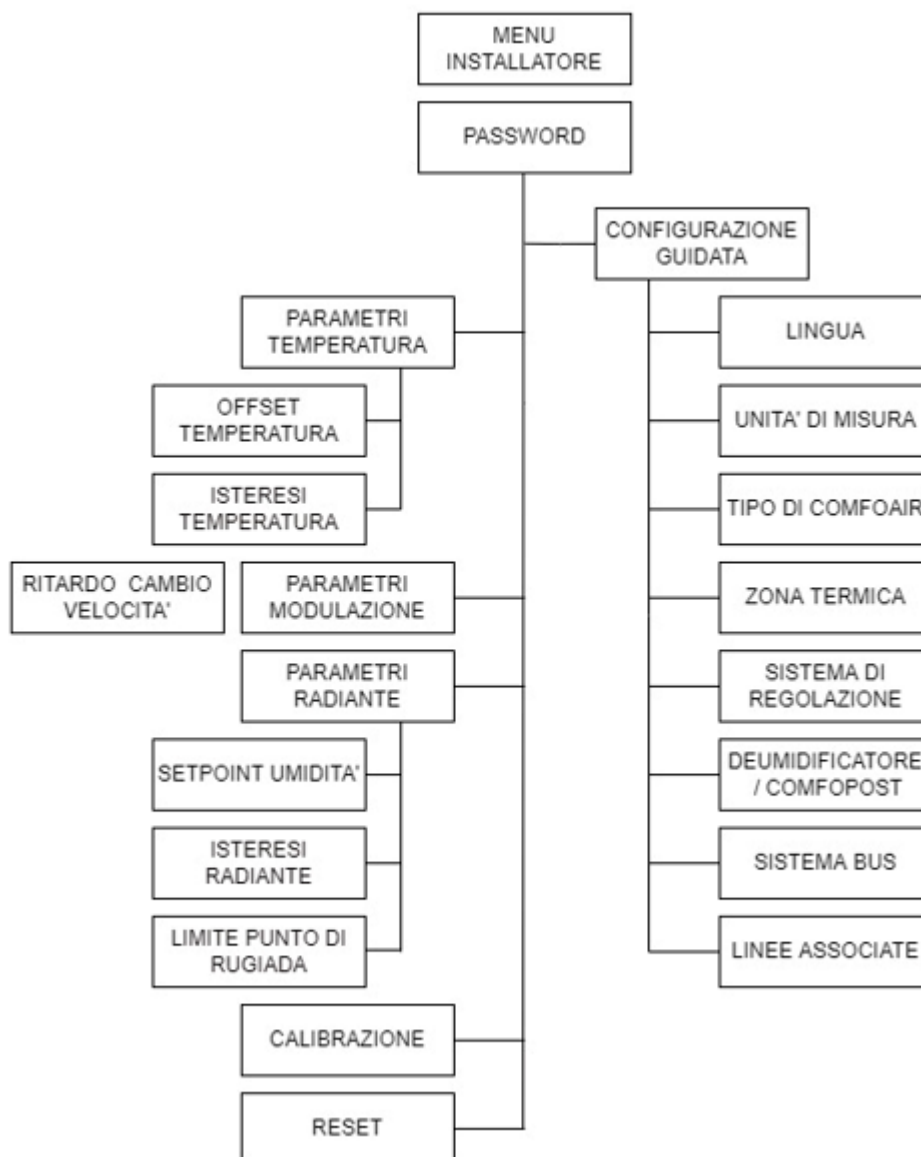 MENU
INSTALLATORE
PASSWORD
CONFIGURAZIONE
GUIDATA
PARAMETRI
TEMPERATURA
LINGUA
OFFSET
TEMPERATURA
UNITA' DI MISURA
ISTERESI
TEMPERATURA
TIPO DI COMFOAIR
RITARDO CAMBIO
VELOCITA'
PARAMETRI
MODULAZIONE
ZONA TERMICA
PARAMETRI
RADIANTE
SISTEMA DI
REGOLAZIONE
SETPOINT UMIDITA'
DEUMIDIFICATORE
/ COMFOPOST
ISTERESI
RADIANTE
SISTEMA BUS
LIMITE PUNTO DI
RUGIADA
LINEE ASSOCIATE
CALIBRAZIONE
RESET